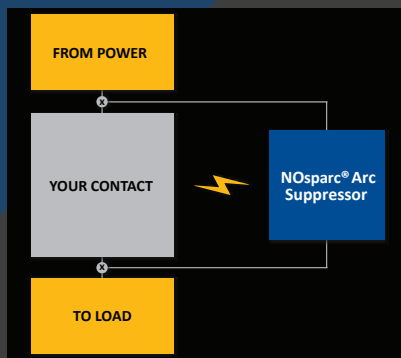 FROM POWER
x
YOUR CONTACT
NOsparc® Arc
Suppressor
x
TO LOAD